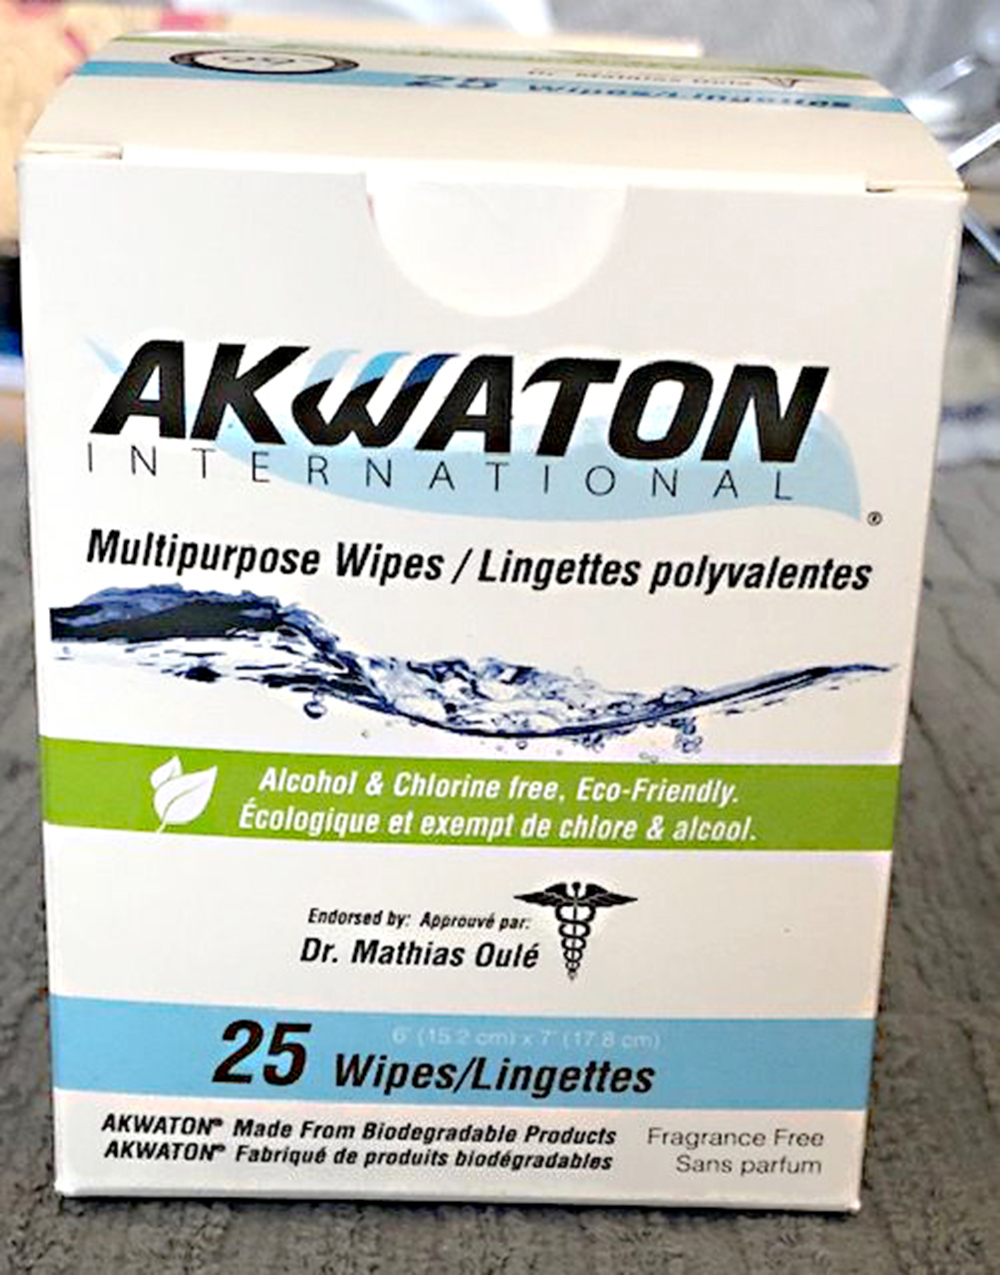 25 Wipes/Lingettes
AKWATON
INTERNATIONAL
®
Multipurpose Wipes / Lingettes polyvalentes
Alcohol & Chlorine free, Eco-Friendly.
Écologique et exempt de chlore & alcool.
Endorsed by: Approuvé par:
Dr. Mathias Oulé
6" (15.2 cm) x 7" (17.8 cm)
25 Wipes/Lingettes
AKWATON® Made From Biodegradable Products
AKWATON® Fabriqué de produits biodégradables
Fragrance Free
Sans parfum